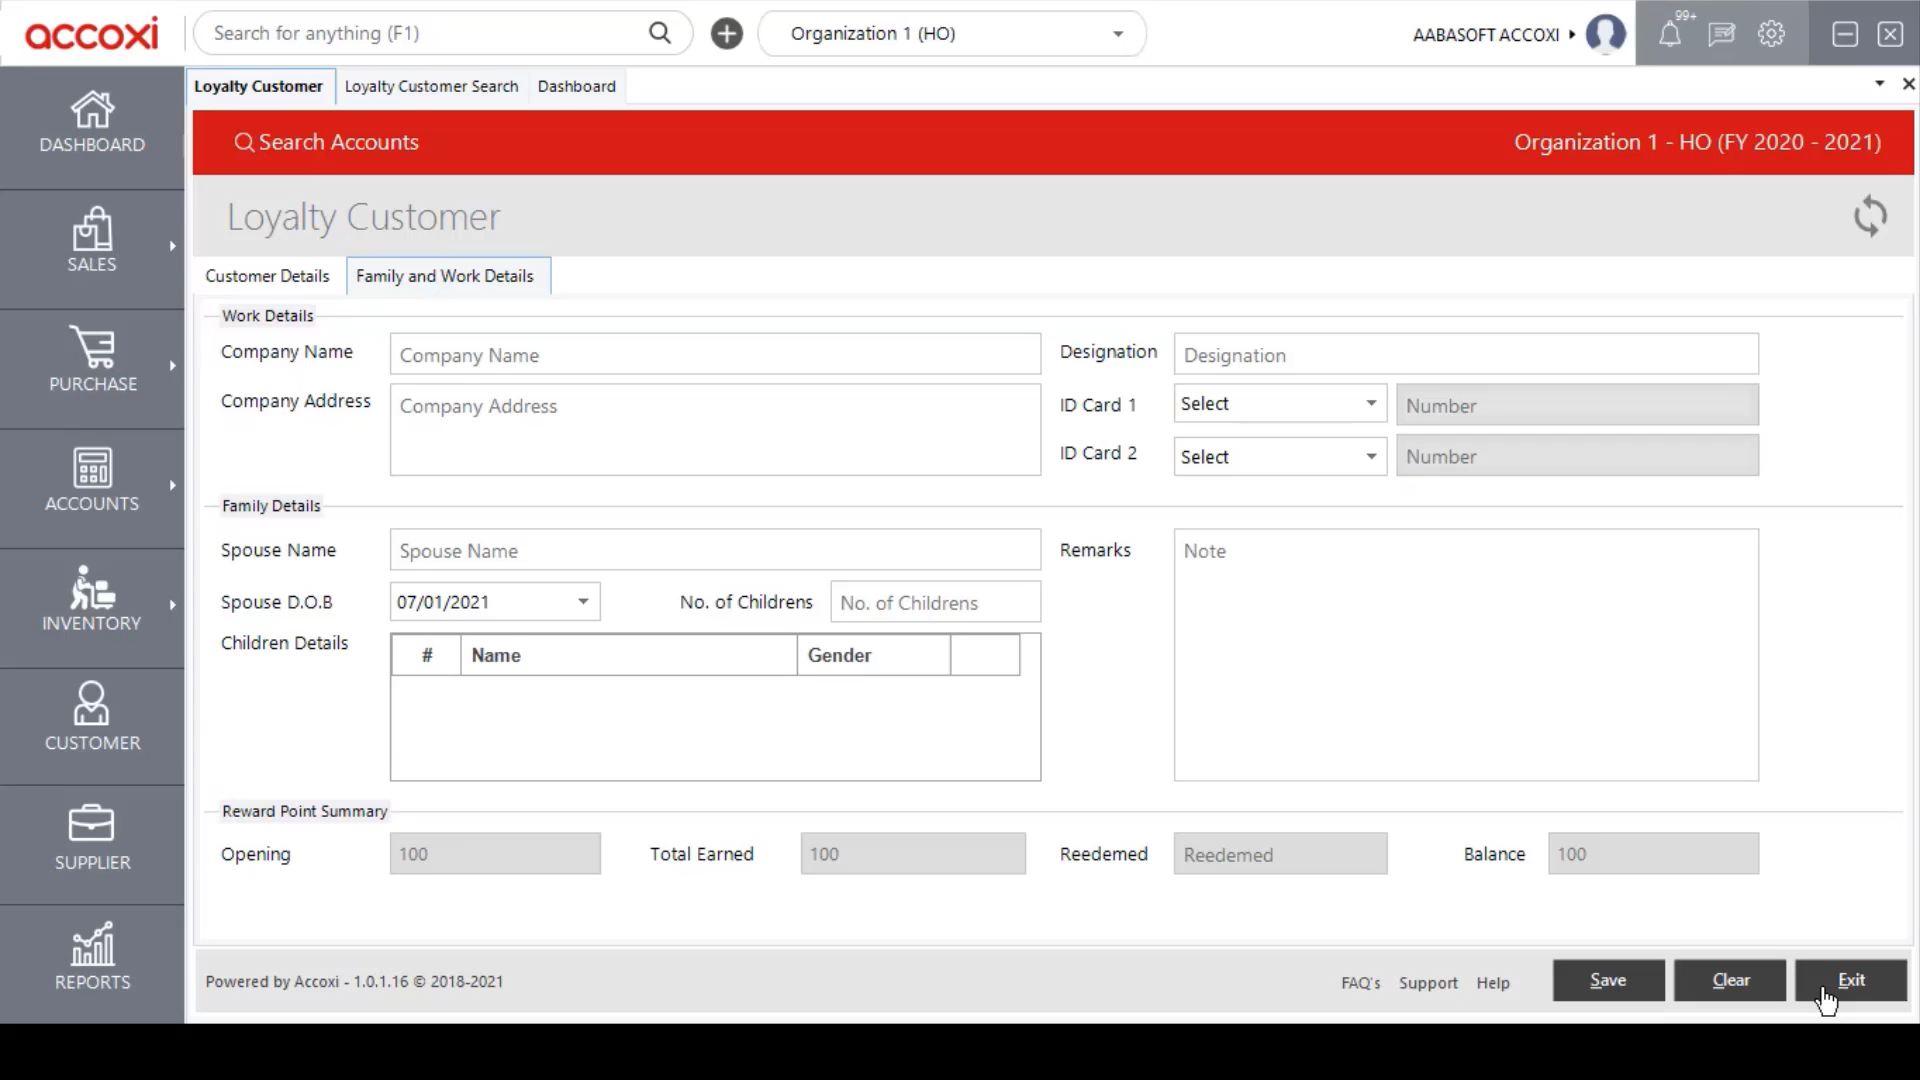 accoxi
Search for anything (F1)
Organization 1 (HO)
AABASOFT ACCOXI
99+
Loyalty Customer
Loyalty Customer Search
Dashboard
Search Accounts
Organization 1 - HO (FY 2020 - 2021)
Loyalty Customer
Customer Details
Family and Work Details
DASHBOARD
SALES
PURCHASE
ACCOUNTS
INVENTORY
CUSTOMER
SUPPLIER
REPORTS
Work Details
Company Name
Company Name
Designation
Designation
Company Address
Company Address
ID Card 1
Select
Number
ID Card 2
Select
Number
Family Details
Spouse Name
Spouse Name
Remarks
Note
Spouse D.O.B
07/01/2021
No. of Childrens
No. of Childrens
Children Details
# Name Gender
Reward Point Summary
Opening
100
Total Earned
100
Reedemed
Reedemed
Balance
100
Powered by Accoxi - 1.0.1.16 © 2018-2021
FAQ's
Support
Help
Save
Clear
Exit